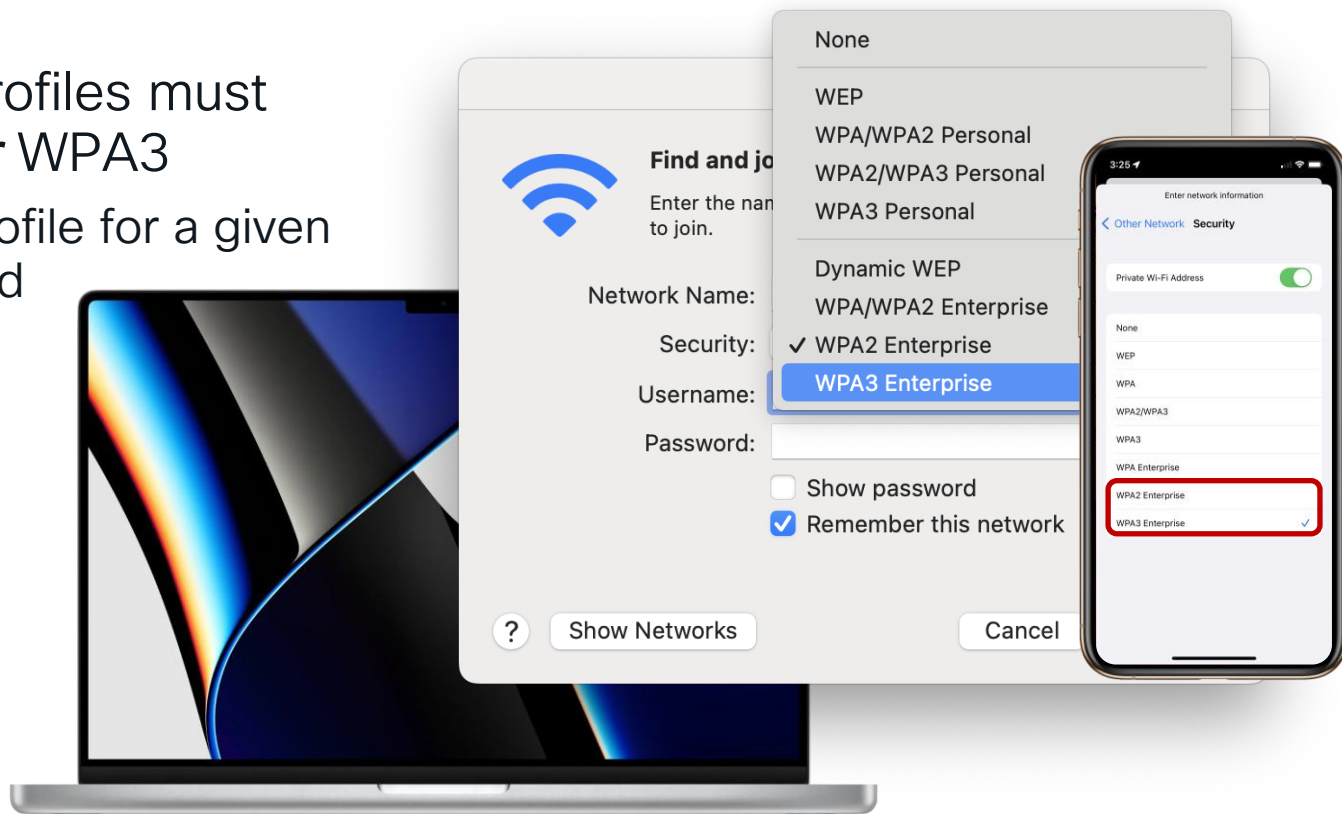 rofiles must
r WPA3
ofile for a given
d
Find and jo
Enter the nam
to join.
Network Name:
Security:
Username:
Password:
Show password
Remember this network
?
Show Networks
Cancel
None
WEP
WPA/WPA2 Personal
WPA2/WPA3 Personal
WPA3 Personal
Dynamic WEP
WPA/WPA2 Enterprise
✓ WPA2 Enterprise
WPA3 Enterprise
3:25
Enter network information
Other Network Security
Private Wi-Fi Address
None
WEP
WPA
WPA2/WPA3
WPA3
WPA Enterprise
WPA2 Enterprise
WPA3 Enterprise ✓